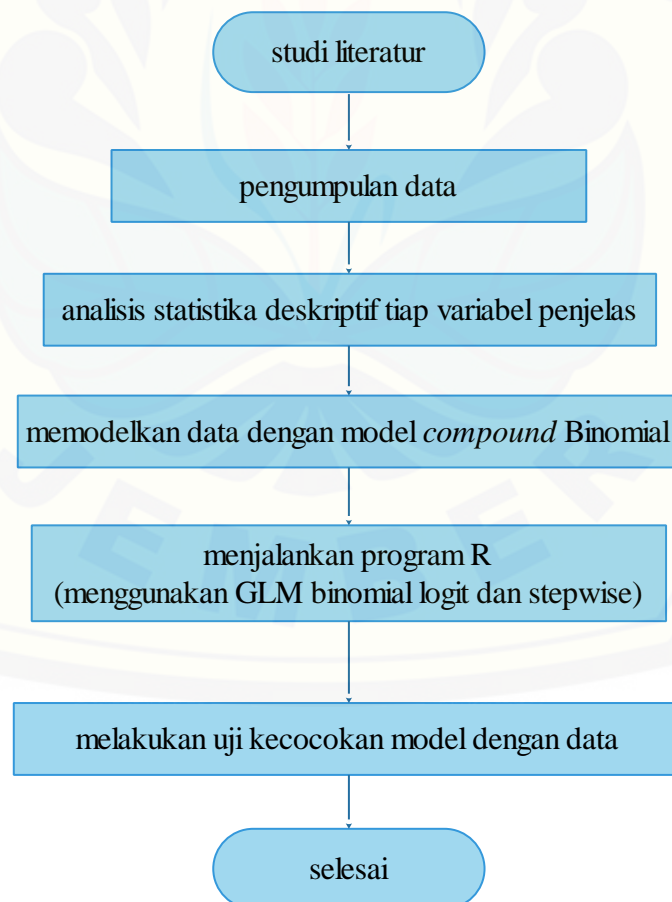 studi literatur
pengumpulan data
analisis statistika deskriptif tiap variabel penjelas
memodelkan data dengan model compound Binomial
menjalankan program R
(menggunakan GLM binomial logit dan stepwise)
melakukan uji kecocokan model dengan data
selesai
JEMBER